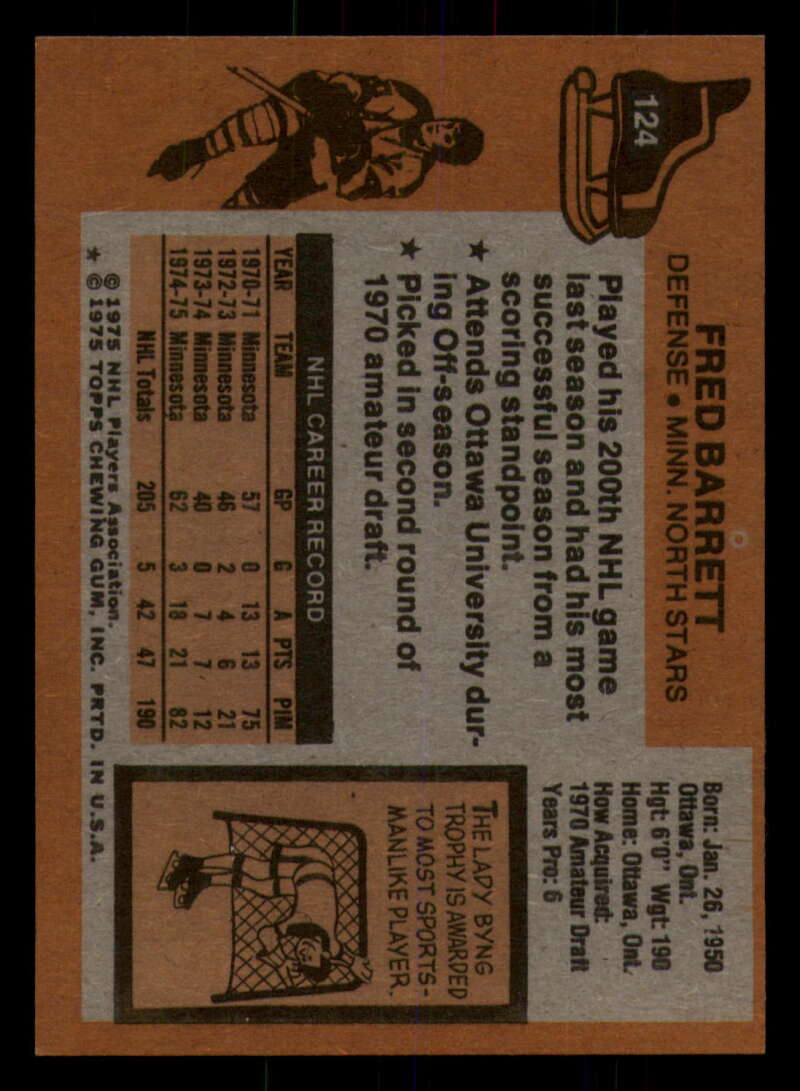 124
FRED BARRETT
DEFENSE • MINN. NORTH STARS
Played his 200th NHL game
last season and had his most
successful season from a
scoring standpoint.
★ Attends Ottawa University dur-
ing Off-season.
★ Picked in second round of
1970 amateur draft.
Born: Jan. 26, 1950
Ottawa, Ont.
Hgt: 6'0" Wgt: 190
Home: Ottawa, Ont.
How Acquired:
1970 Amateur Draft
Years Pro: 6
NHL CAREER RECORD
YEAR TEAM GP G A PTS PIM
1970-71 Minnesota 57 0 13 13 75
1972-73 Minnesota 46 2 4 6 21
1973-74 Minnesota 40 0 7 7 12
1974-75 Minnesota 62 3 18 21 82
NHL Totals 205 5 42 47 190
THE LADY BYNG
TROPHY IS AWARDED
TO MOST SPORTS-
MANLIKE PLAYER.
© 1975 NHL Players Association.
★ © 1975 TOPPS CHEWING GUM, INC. PRTD. IN U.S.A.